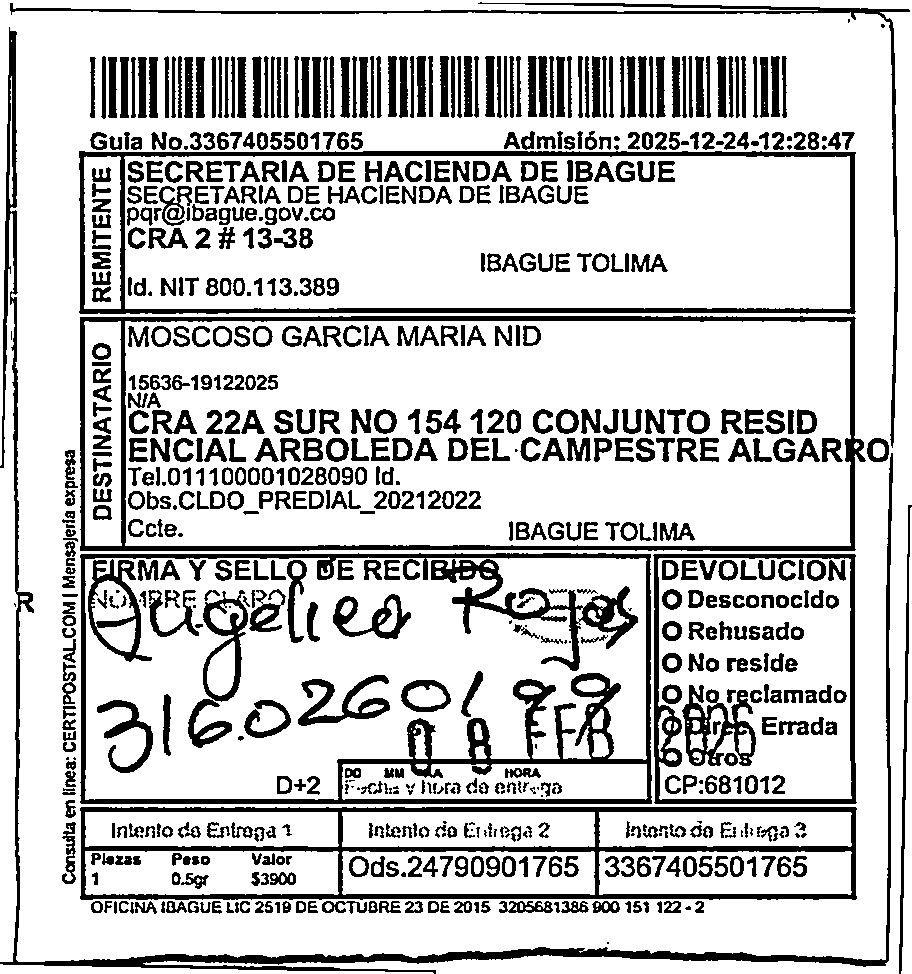 Guia No.3367405501765 Admisión: 2025-12-24-12:28:47
REMITENTE
SECRETARIA DE HACIENDA DE IBAGUE
SECRETARIA DE HACIENDA DE IBAGUE
pqr@ibague.gov.co
CRA 2 # 13-38
IBAGUE TOLIMA
Id. NIT 800.113.389
DESTINATARIO
MOSCOSO GARCIA MARIA NID
15636-19122025
N/A
CRA 22A SUR NO 154 120 CONJUNTO RESID
ENCIAL ARBOLEDA DEL CAMPESTRE ALGARRO
Tel.0111000001028090 Id.
Obs.CLDO_PREDIAL_20212022
Ccte. IBAGUE TOLIMA
Consulta en línea: CERTIPOSTAL.COM | Mensajería expresa
R
FIRMA Y SELLO DE RECIBIDO
NOMBRE CLARO
Angelica Rojas
316.02601
FEB 2026
D+2
DD MM HORA
Fecha y hora de entrega
DEVOLUCION
O Desconocido
O Rehusado
O No reside
O No reclamado
O Direc. Errada
O Otros
CP:681012
Intento de Entrega 1 Intento de Entrega 2 Intento de Entrega 3
Piezas Peso Valor
1 0.5gr $3900
Ods.24790901765 3367405501765
OFICINA IBAGUE LIC 2519 DE OCTUBRE 23 DE 2015 3205681386 900 151 122 - 2